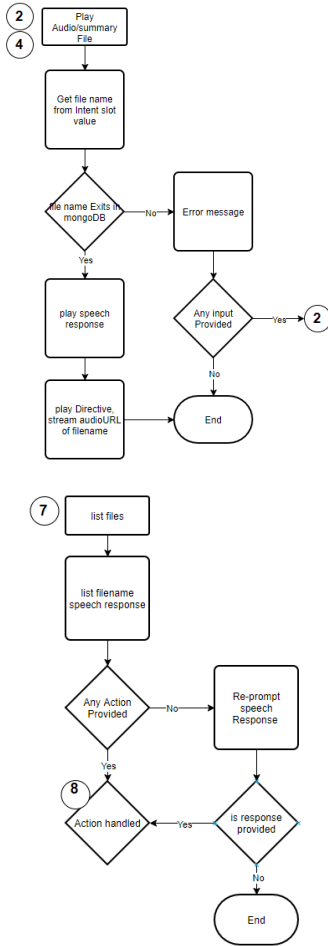 2
Play
Audio/summary
File
4
Get file name
from Intent slot
value
file name Exits in
mongoDB
No
Error message
Yes
play speech
response
Any input
Provided
Yes
2
No
play Directive,
stream audioURL
of filename
End
7
list files
list filename
speech response
Any Action
Provided
No
Re-prompt
speech
Response
Yes
8
Action handled
Yes
is response
provided
No
End